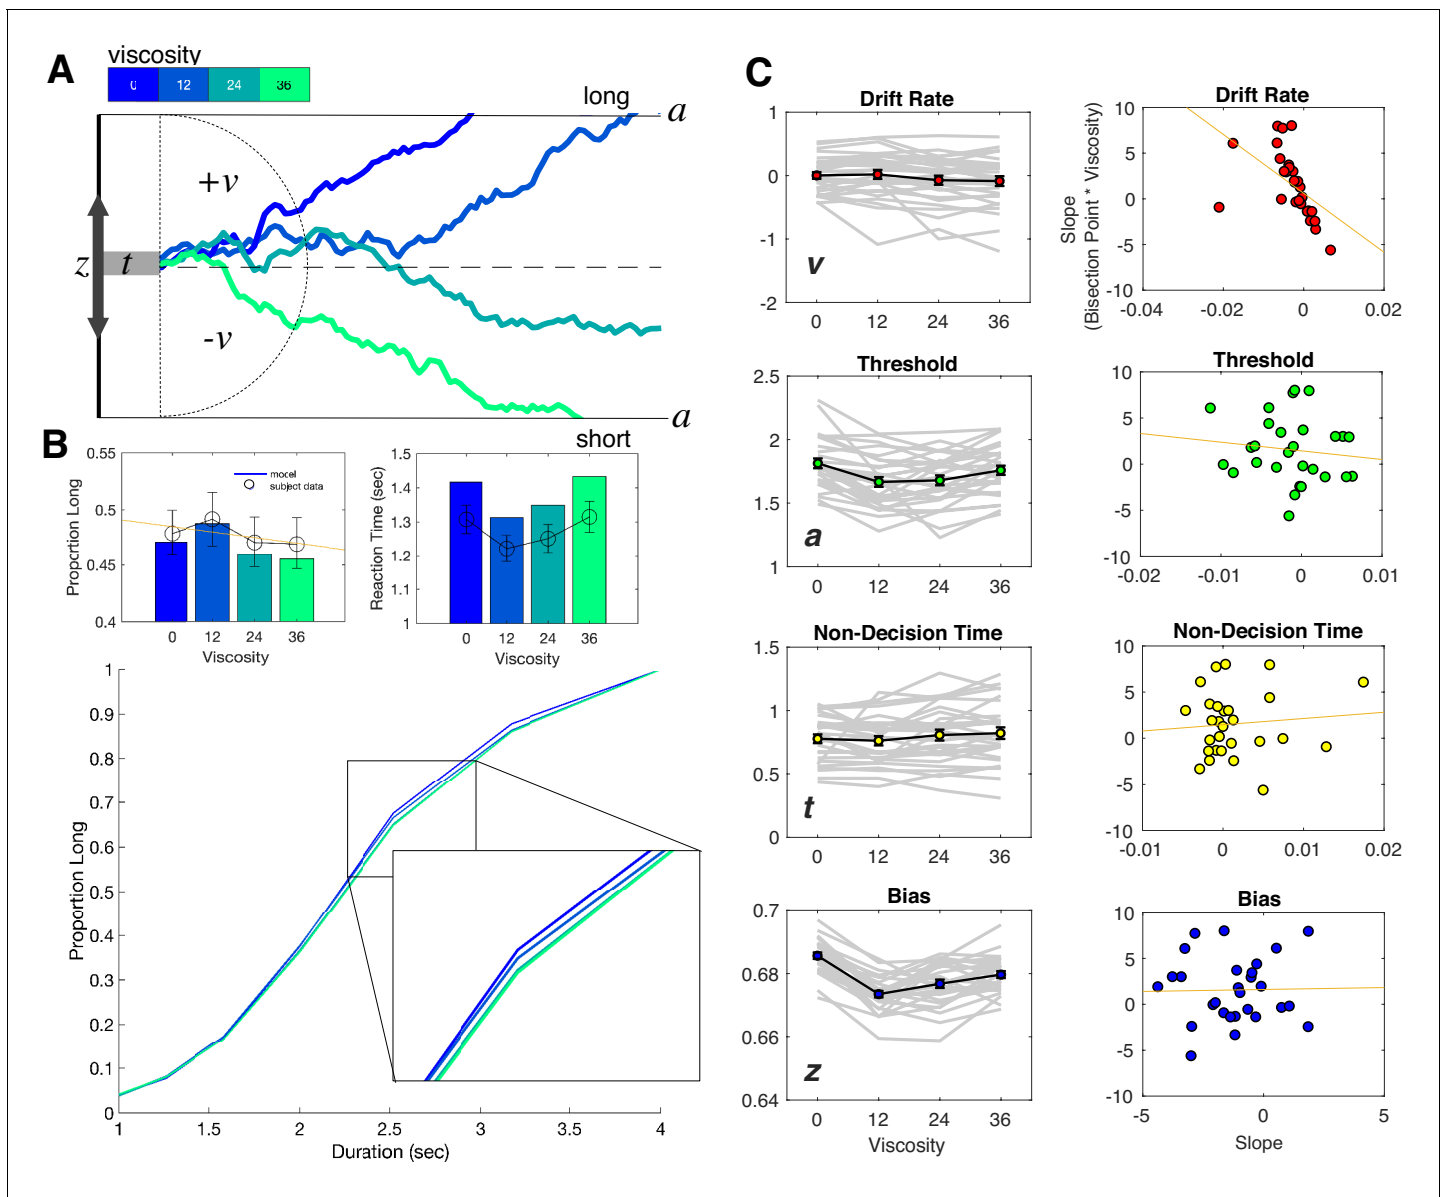 A
viscosity
0 12 24 36
long
a
+v
z
t
-v
a
short
B
0.55
0.5
0.45
0.4
Proportion Long
model
subject data
0 12 24 36
Viscosity
1.5
1.4
1.3
1.2
1.1
1
Reaction Time (sec)
0 12 24 36
Viscosity
1
0.9
0.8
0.7
0.6
0.5
0.4
0.3
0.2
0.1
0
Proportion Long
1 1.5 2 2.5 3 3.5 4
Duration (sec)
C
Drift Rate
1
0
-1
-2
v
0 12 24 36
Drift Rate
Slope
(Bisection Point * Viscosity)
10
5
0
-5
-10
-0.04 -0.02 0 0.02
Threshold
2.5
2
1.5
1
a
0 12 24 36
Threshold
10
5
0
-5
-10
-0.02 -0.01 0 0.01
Non-Decision Time
1.5
1
0.5
0
t
0 12 24 36
Non-Decision Time
10
5
0
-5
-10
-0.01 0 0.01 0.02
Bias
0.7
0.68
0.66
0.64
z
0 12 24 36
Viscosity
Bias
10
5
0
-5
-10
-5 0 5
Slope